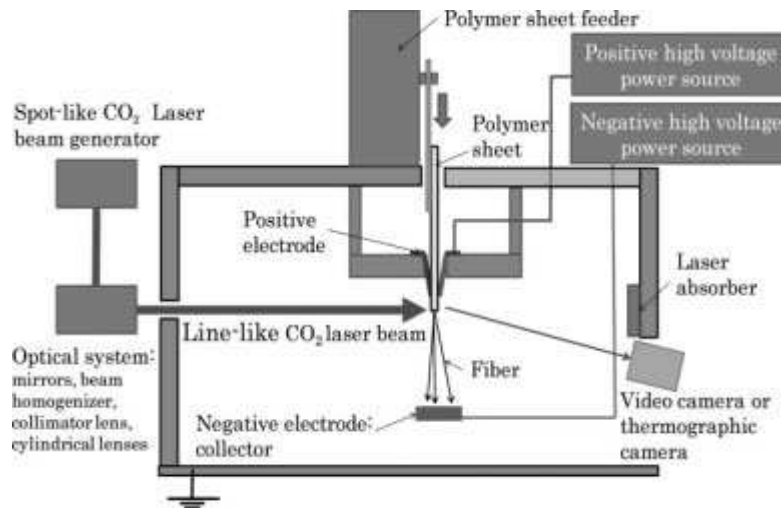 Polymer sheet feeder
Positive high voltage
power source
Spot-like CO₂ Laser
beam generator
Polymer
sheet
Negative high voltage
power source
Positive
electrode
Laser
absorber
Line-like CO₂ laser beam
Optical system:
mirrors, beam
homogenizer,
collimator lens,
cylindrical lenses
Fiber
Negative electrode:
collector
Video camera or
thermographic
camera